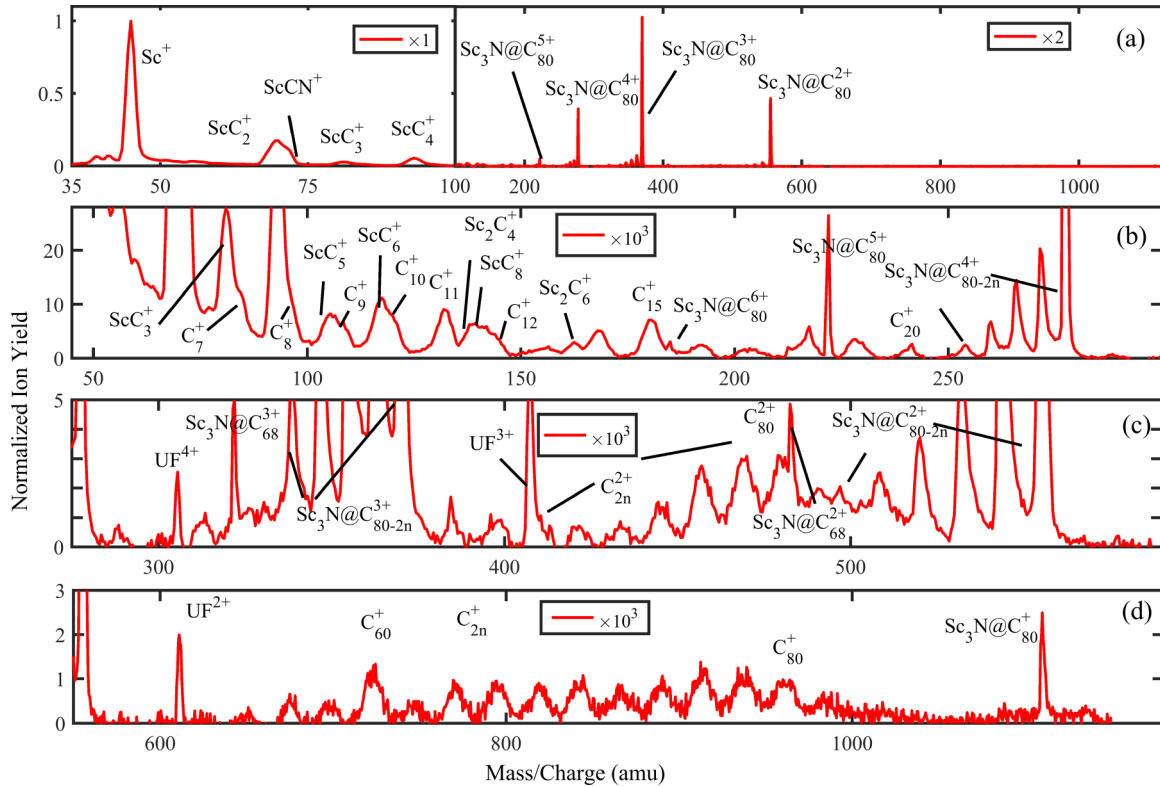 1
0.5
0
Sc⁺
ScC₂⁺
ScCN⁺
ScC₃⁺
ScC₄⁺
×1
Sc₃N@C₈₀⁵⁺
Sc₃N@C₈₀⁴⁺
Sc₃N@C₈₀³⁺
Sc₃N@C₈₀²⁺
×2
(a)
35 50 75 100 200 400 600 800 1000
20
10
0
ScC₃⁺
C₇⁺
C₈⁺
ScC₅⁺
C₉⁺
ScC₆⁺
C₁₀⁺
C₁₁⁺
Sc₂C₄⁺
ScC₈⁺
C₁₂⁺
Sc₂C₆⁺
×10³
C₁₅⁺
Sc₃N@C₈₀⁶⁺
Sc₃N@C₈₀⁵⁺
C₂₀⁺
Sc₃N@C₈₀₋₂ₙ⁴⁺
(b)
50 100 150 200 250
Normalized Ion Yield
5
0
UF⁴⁺
Sc₃N@C₆₈³⁺
Sc₃N@C₈₀₋₂ₙ³⁺
UF³⁺
×10³
C₂ₙ²⁺
C₈₀²⁺
Sc₃N@C₆₈²⁺
Sc₃N@C₈₀₋₂ₙ²⁺
(c)
300 400 500
3
2
1
0
UF²⁺
C₆₀⁺
C₂ₙ⁺
×10³
C₈₀⁺
Sc₃N@C₈₀⁺
(d)
600 800 1000
Mass/Charge (amu)